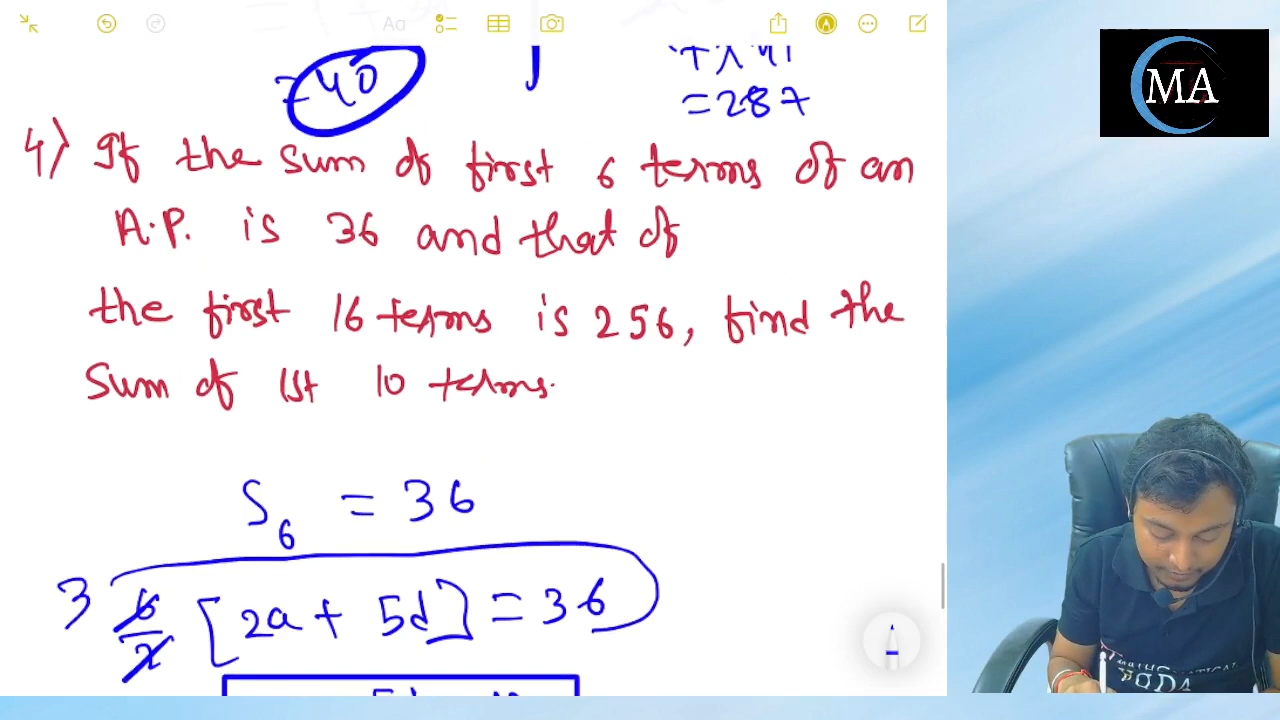 Aa
MA
= 40
= 287
4) If the sum of first 6 terms of an
A.P. is 36 and that of
the first 16 terms is 256, find the
sum of 1st 10 terms.
S6 = 36
3 6/2 [2a + 5d] = 36